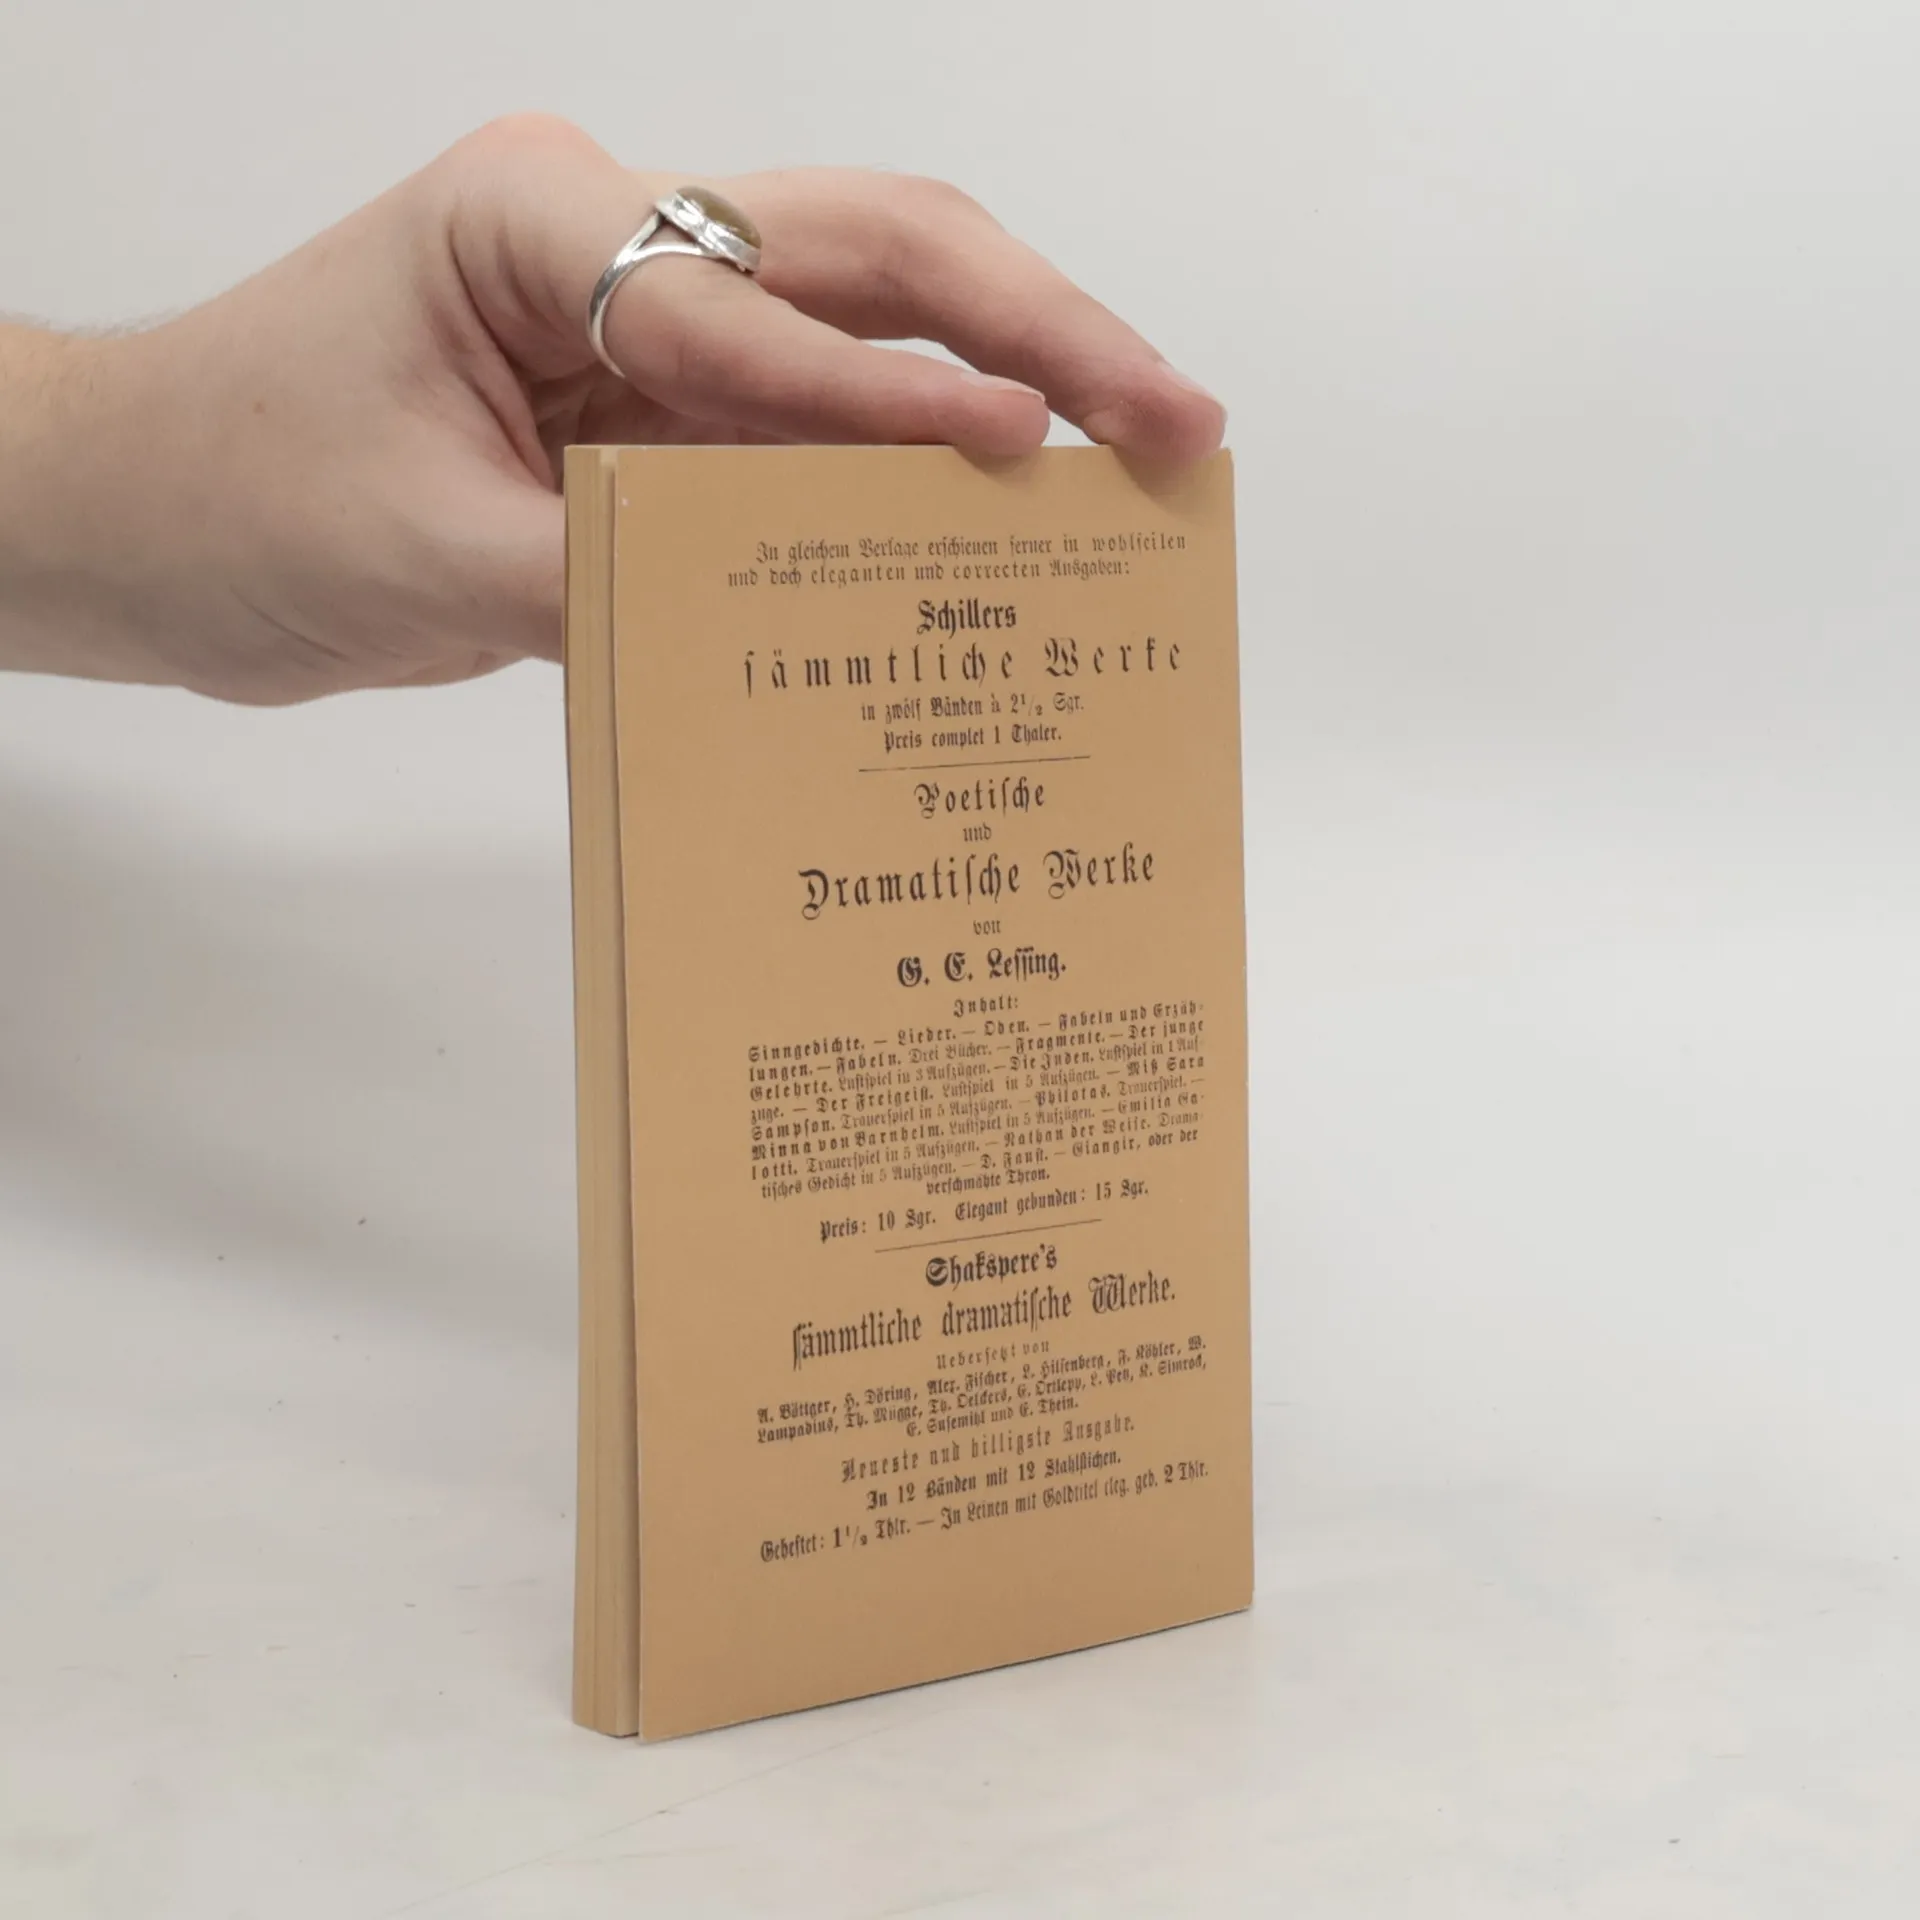 In gleichem Verlage erſchienen ferner in wohlfeilen
und doch eleganten und correcten Ausgaben:
Schillers
ſämmtliche Werke
in zwölf Bänden à 2¹/₂ Sgr.
Preis complet 1 Thaler.
Poetiſche
und
Dramatiſche Werke
von
G. E. Leſſing.
Inhalt:
Sinngedichte. — Lieder. — Oden. — Fabeln und Erzäh-
lungen. — Fabeln. Drei Bücher. — Fragmente. — Der junge
Gelehrte. Luſtſpiel in 3 Aufzügen. — Die Juden. Luſtſpiel in 1 Auf-
zuge. — Der Freigeiſt. Luſtſpiel in 5 Aufzügen. — Miß Sara
Sampſon. Trauerſpiel in 5 Aufzügen. — Philotas. Trauerſpiel. —
Minna von Barnhelm. Luſtſpiel in 5 Aufzügen. — Emilia Ga-
lotti. Trauerſpiel in 5 Aufzügen. — Nathan der Weiſe. Drama-
tiſches Gedicht in 5 Aufzügen. — D. Fauſt. — Giangir, oder der
verſchmähte Thron.
Preis: 10 Sgr. Elegant gebunden: 15 Sgr.
Shakspere's
ſämmtliche dramatiſche Werke.
Ueberſetzt von
A. Böttger, H. Döring, Alex. Fiſcher, L. Hilſenberg, F. Köhler, W.
Lampadius, Th. Mügge, Th. Oelckers, E. Ortlepp, L. Petz, K. Simrock,
E. Suſemihl und E. Thein.
Neueste und billigste Ausgabe.
In 12 Bänden mit 12 Stahlſtichen.
Geheftet: 1¹/₂ Thlr. — In Leinen mit Goldtitel eleg. geb. 2 Thlr.